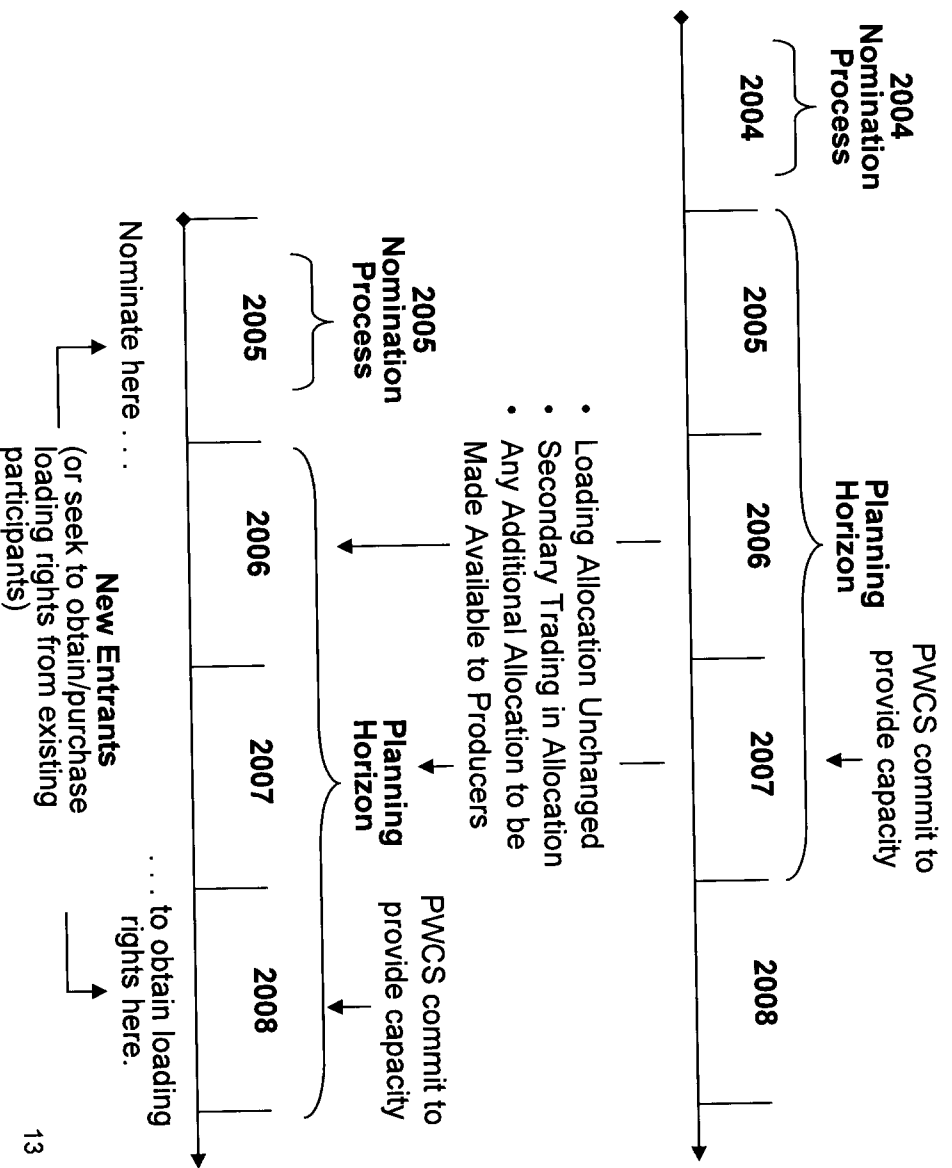 2004
Nomination
Process
Planning
Horizon
PWCS commit to
provide capacity
2004
2005
2006
2007
2008
• Loading Allocation Unchanged
• Secondary Trading in Allocation
• Any Additional Allocation to be
Made Available to Producers
2005
Nomination
Process
Planning
Horizon
PWCS commit to
provide capacity
2005
2006
2007
2008
Nominate here . . .
. . . to obtain loading
rights here.
New Entrants
(or seek to obtain/purchase
loading rights from existing
participants)
13